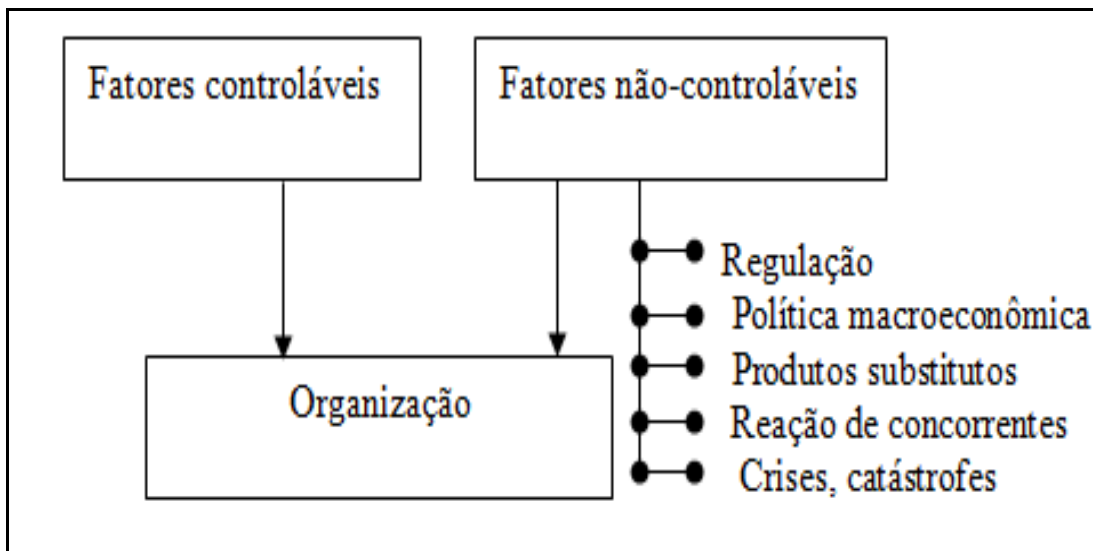 Fatores controláveis
Fatores não-controláveis
Regulação
Política macroeconômica
Produtos substitutos
Organização
Reação de concorrentes
Crises, catástrofes